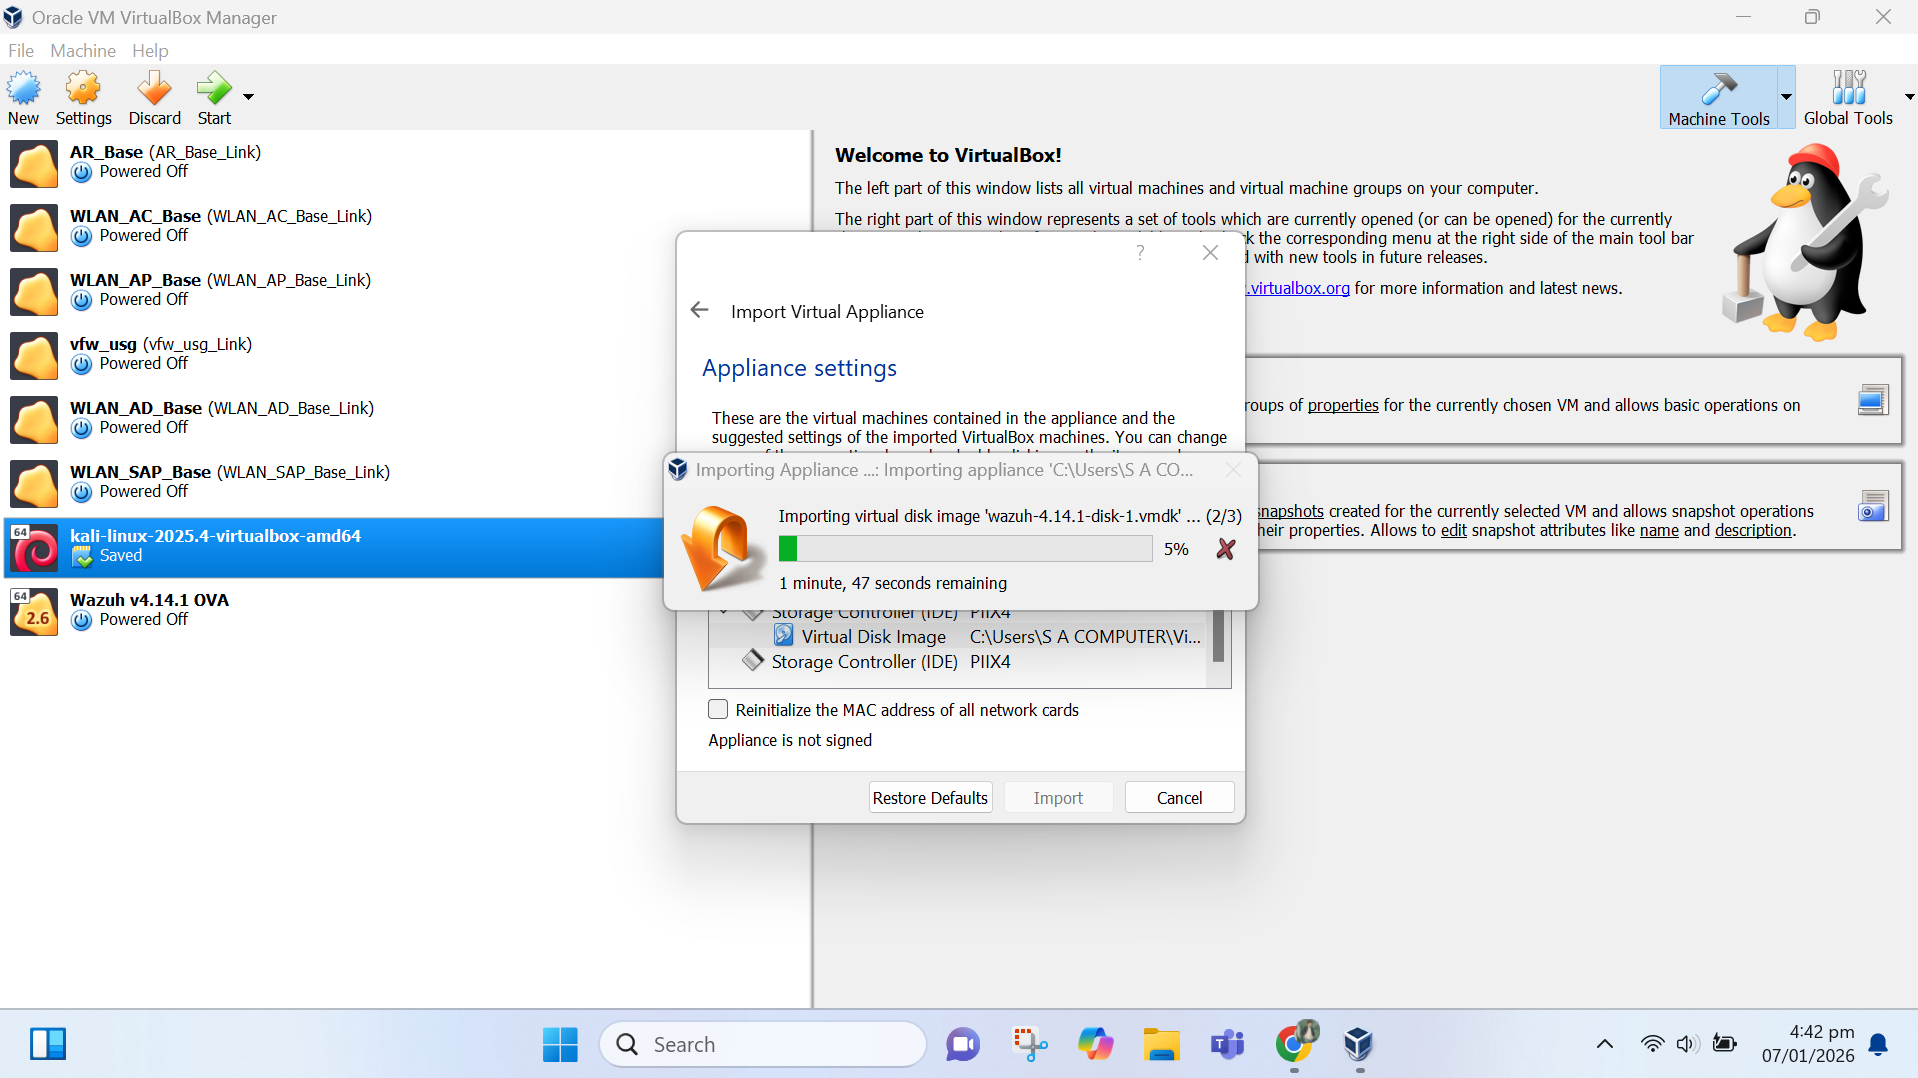 Oracle VM VirtualBox Manager
File Machine Help
New Settings Discard Start
Machine Tools Global Tools
AR_Base (AR_Base_Link)
Powered Off
WLAN_AC_Base (WLAN_AC_Base_Link)
Powered Off
WLAN_AP_Base (WLAN_AP_Base_Link)
Powered Off
vfw_usg (vfw_usg_Link)
Powered Off
WLAN_AD_Base (WLAN_AD_Base_Link)
Powered Off
WLAN_SAP_Base (WLAN_SAP_Base_Link)
Powered Off
64
kali-linux-2025.4-virtualbox-amd64
Saved
64
2.6
Wazuh v4.14.1 OVA
Powered Off
Welcome to VirtualBox!
The left part of this window lists all virtual machines and virtual machine groups on your computer.
The right part of this window represents a set of tools which are currently opened (or can be opened) for the currently
the corresponding menu at the right side of the main tool bar
with new tools in future releases.
.virtualbox.org for more information and latest news.
roups of properties for the currently chosen VM and allows basic operations on
snapshots created for the currently selected VM and allows snapshot operations
heir properties. Allows to edit snapshot attributes like name and description.
?
Import Virtual Appliance
Appliance settings
These are the virtual machines contained in the appliance and the
suggested settings of the imported VirtualBox machines. You can change
Importing Appliance ...: Importing appliance 'C:\Users\S A CO...
Importing virtual disk image 'wazuh-4.14.1-disk-1.vmdk' ... (2/3)
5%
1 minute, 47 seconds remaining
Storage Controller (IDE) PIIX4
Virtual Disk Image C:\Users\S A COMPUTER\Vi...
Storage Controller (IDE) PIIX4
Reinitialize the MAC address of all network cards
Appliance is not signed
Restore Defaults Import Cancel
Search
4:42 pm
07/01/2026